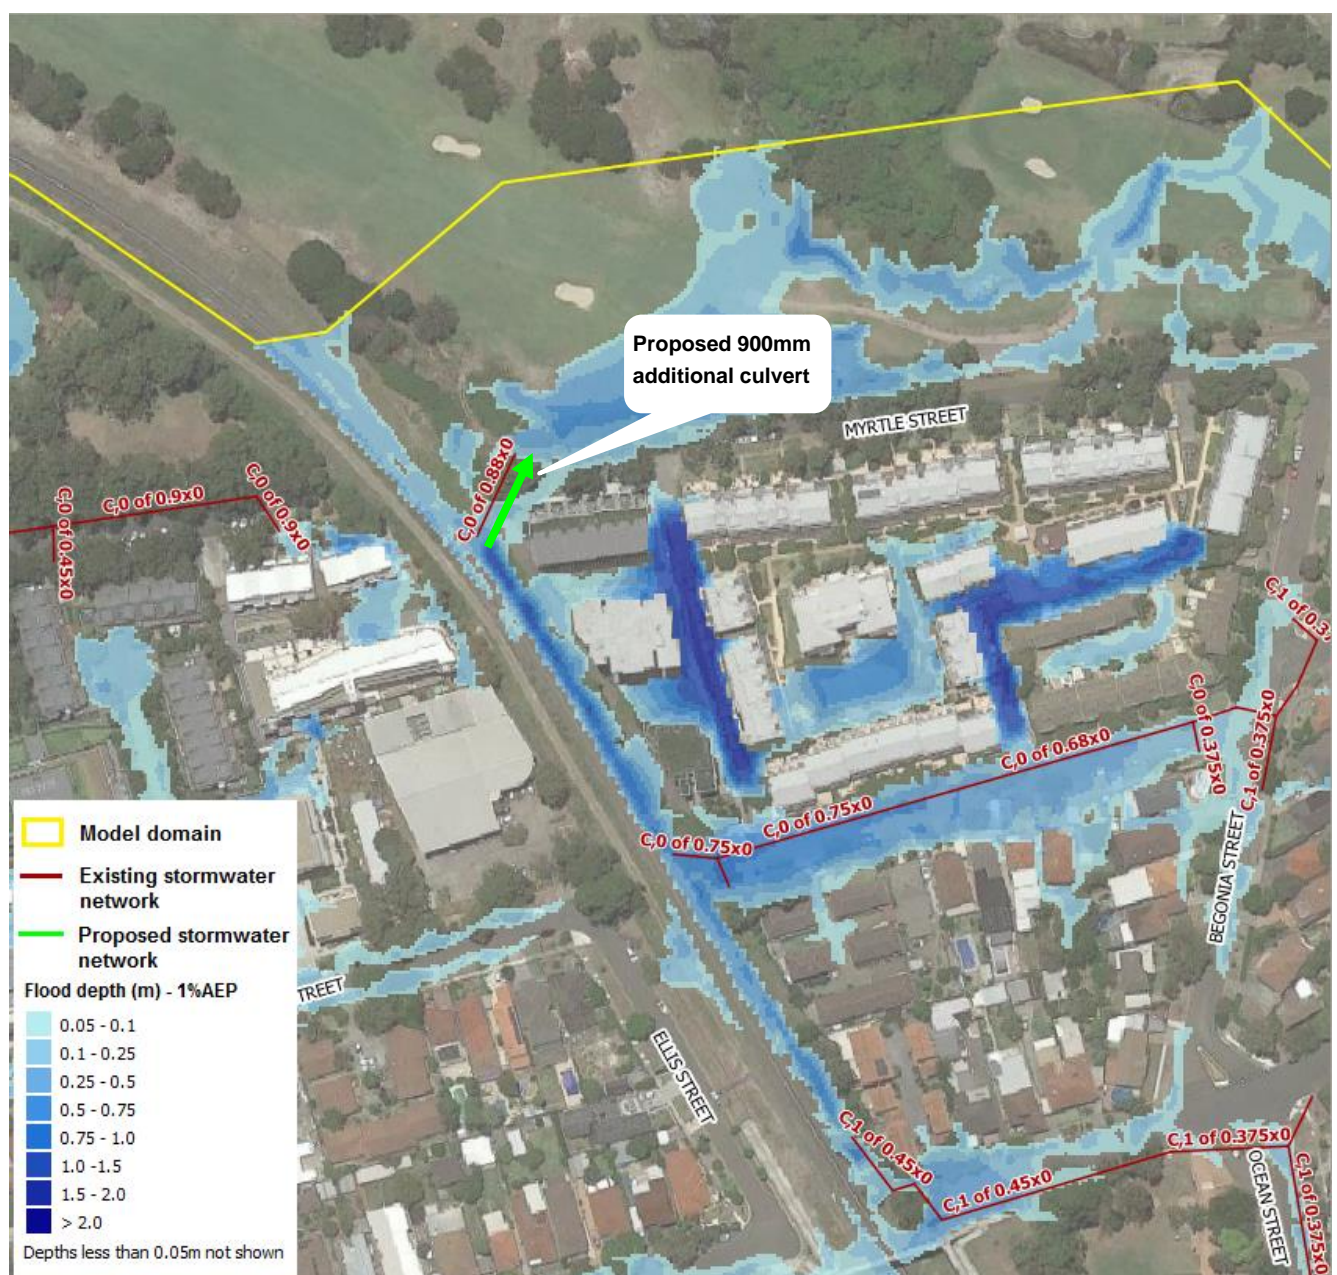 Proposed 900mm
additional culvert
MYRTLE STREET
C,0 of 0.88x0
C,0 of 0.9x0
C,0 of 0.9x0
C,0 of 0.45x0
C,1 of 0.37
C,0 of 0.375x0
C,1 of 0.375x0
C,0 of 0.68x0
C,0 of 0.75x0
C,0 of 0.75x0
BEGONIA STREET
TREET
ELLIS STREET
C,1 of 0.45x0
C,1 of 0.45x0
C,1 of 0.375x0
C,1 of 0.375x0
OCEAN STREET
Model domain
Existing stormwater
network
Proposed stormwater
network
Flood depth (m) - 1%AEP
0.05 - 0.1
0.1 - 0.25
0.25 - 0.5
0.5 - 0.75
0.75 - 1.0
1.0 -1.5
1.5 - 2.0
> 2.0
Depths less than 0.05m not shown